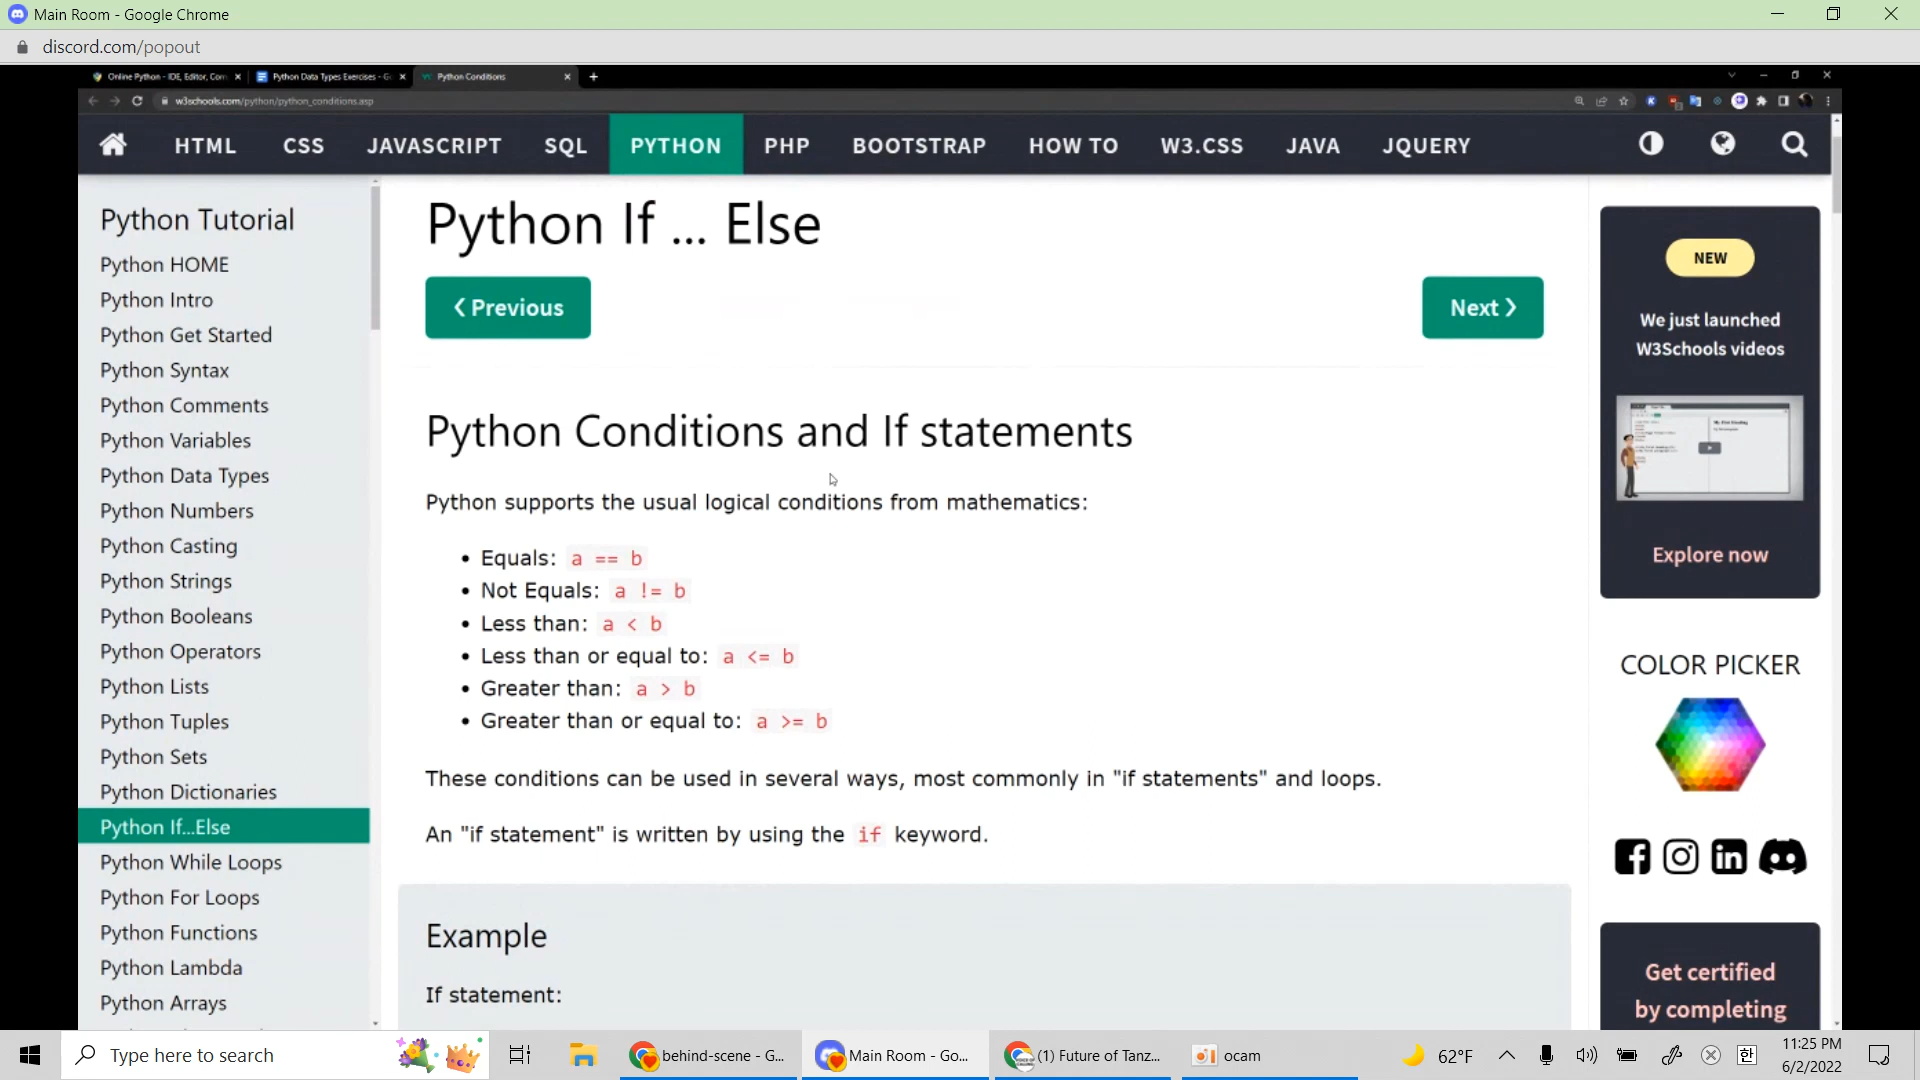 Main Room - Google Chrome
discord.com/popout
Online Python - IDE, Editor, Com
Python Data Types Exercises - G
Python Conditions
w3schools.com/python/python_conditions.asp
HTML CSS JAVASCRIPT SQL PYTHON PHP BOOTSTRAP HOW TO W3.CSS JAVA JQUERY
Python Tutorial
Python HOME
Python Intro
Python Get Started
Python Syntax
Python Comments
Python Variables
Python Data Types
Python Numbers
Python Casting
Python Strings
Python Booleans
Python Operators
Python Lists
Python Tuples
Python Sets
Python Dictionaries
Python If...Else
Python While Loops
Python For Loops
Python Functions
Python Lambda
Python Arrays
Python If ... Else
❮ Previous
Next ❯
Python Conditions and If statements
Python supports the usual logical conditions from mathematics:
• Equals: a == b
• Not Equals: a != b
• Less than: a < b
• Less than or equal to: a <= b
• Greater than: a > b
• Greater than or equal to: a >= b
These conditions can be used in several ways, most commonly in "if statements" and loops.
An "if statement" is written by using the if keyword.
Example
If statement:
NEW
We just launched
W3Schools videos
Explore now
COLOR PICKER
Get certified
by completing
Type here to search
behind-scene - G...
Main Room - Go...
(1) Future of Tanz...
ocam
62°F
한
11:25 PM
6/2/2022